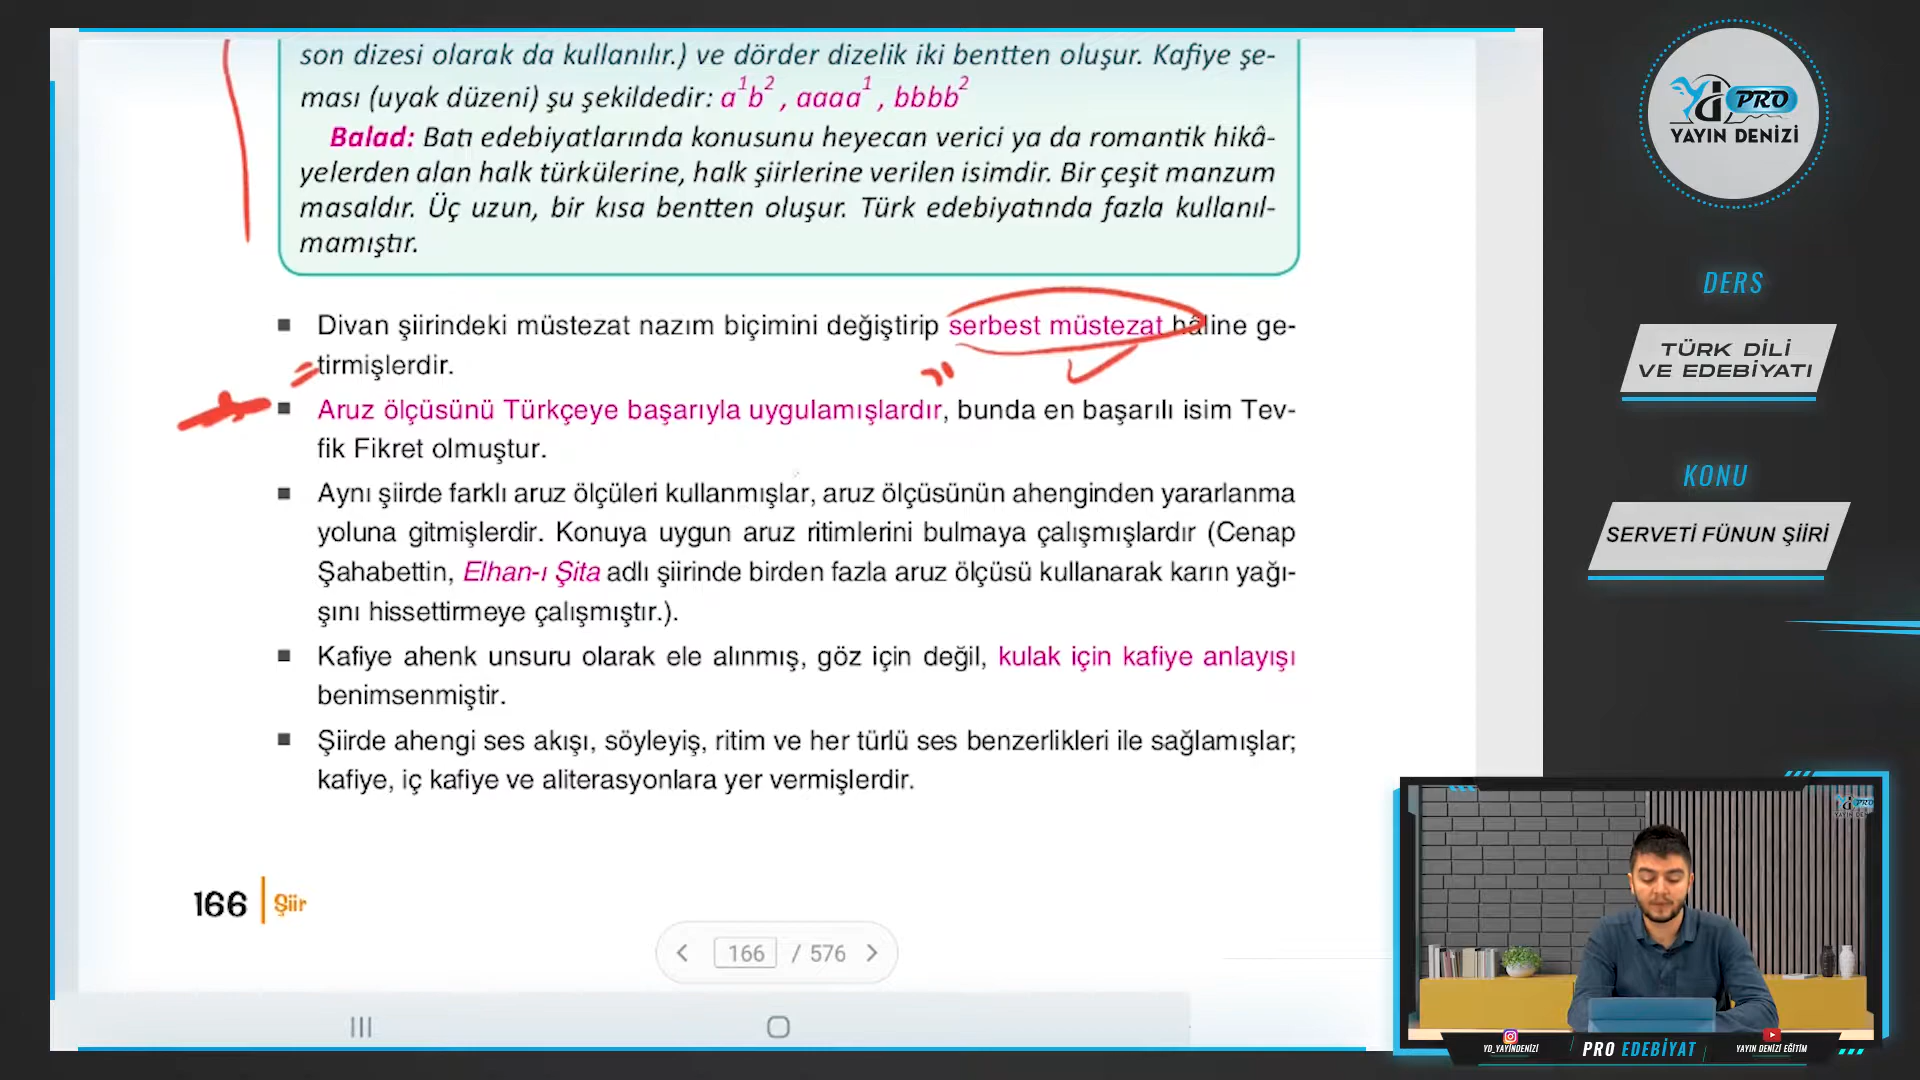 son dizesi olarak da kullanılır.) ve dörder dizelik iki bentten oluşur. Kafiye şe-
ması (uyak düzeni) şu şekildedir: a¹b² , aaaa¹ , bbbb²
Balad: Batı edebiyatlarında konusunu heyecan verici ya da romantik hikâ-
yelerden alan halk türkülerine, halk şiirlerine verilen isimdir. Bir çeşit manzum
masaldır. Üç uzun, bir kısa bentten oluşur. Türk edebiyatında fazla kullanıl-
mamıştır.
▪ Divan şiirindeki müstezat nazım biçimini değiştirip serbest müstezat hâline ge-
tirmişlerdir.
▪ Aruz ölçüsünü Türkçeye başarıyla uygulamışlardır, bunda en başarılı isim Tev-
fik Fikret olmuştur.
▪ Aynı şiirde farklı aruz ölçüleri kullanmışlar, aruz ölçüsünün ahenginden yararlanma
yoluna gitmişlerdir. Konuya uygun aruz ritimlerini bulmaya çalışmışlardır (Cenap
Şahabettin, Elhan-ı Şita adlı şiirinde birden fazla aruz ölçüsü kullanarak karın yağı-
şını hissettirmeye çalışmıştır.).
▪ Kafiye ahenk unsuru olarak ele alınmış, göz için değil, kulak için kafiye anlayışı
benimsenmiştir.
▪ Şiirde ahengi ses akışı, söyleyiş, ritim ve her türlü ses benzerlikleri ile sağlamışlar;
kafiye, iç kafiye ve aliterasyonlara yer vermişlerdir.
166 | Şiir
166 / 576
yd PRO
YAYIN DENİZİ
DERS
TÜRK DİLİ
VE EDEBİYATI
KONU
SERVETİ FÜNUN ŞİİRİ
YD_YAYINDENIZI
PRO EDEBİYAT
YAYIN DENİZİ EĞİTİM